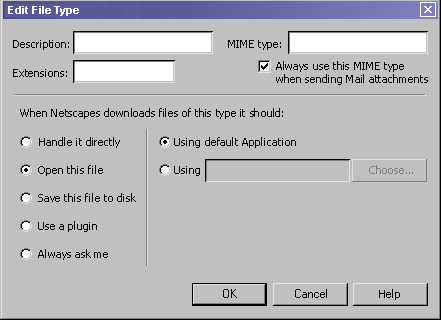 Edit File Type
Description:
MIME type:
Extensions:
Always use this MIME type
when sending Mail attachments
When Netscapes downloads files of this type it should:
Handle it directly
Using default Application
Open this file
Using
Choose...
Save this file to disk
Use a plugin
Always ask me
OK
Cancel
Help